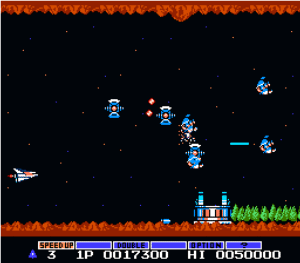 SPEED UP DOUBLE OPTION ?
3 1P 0017300 HI 0050000